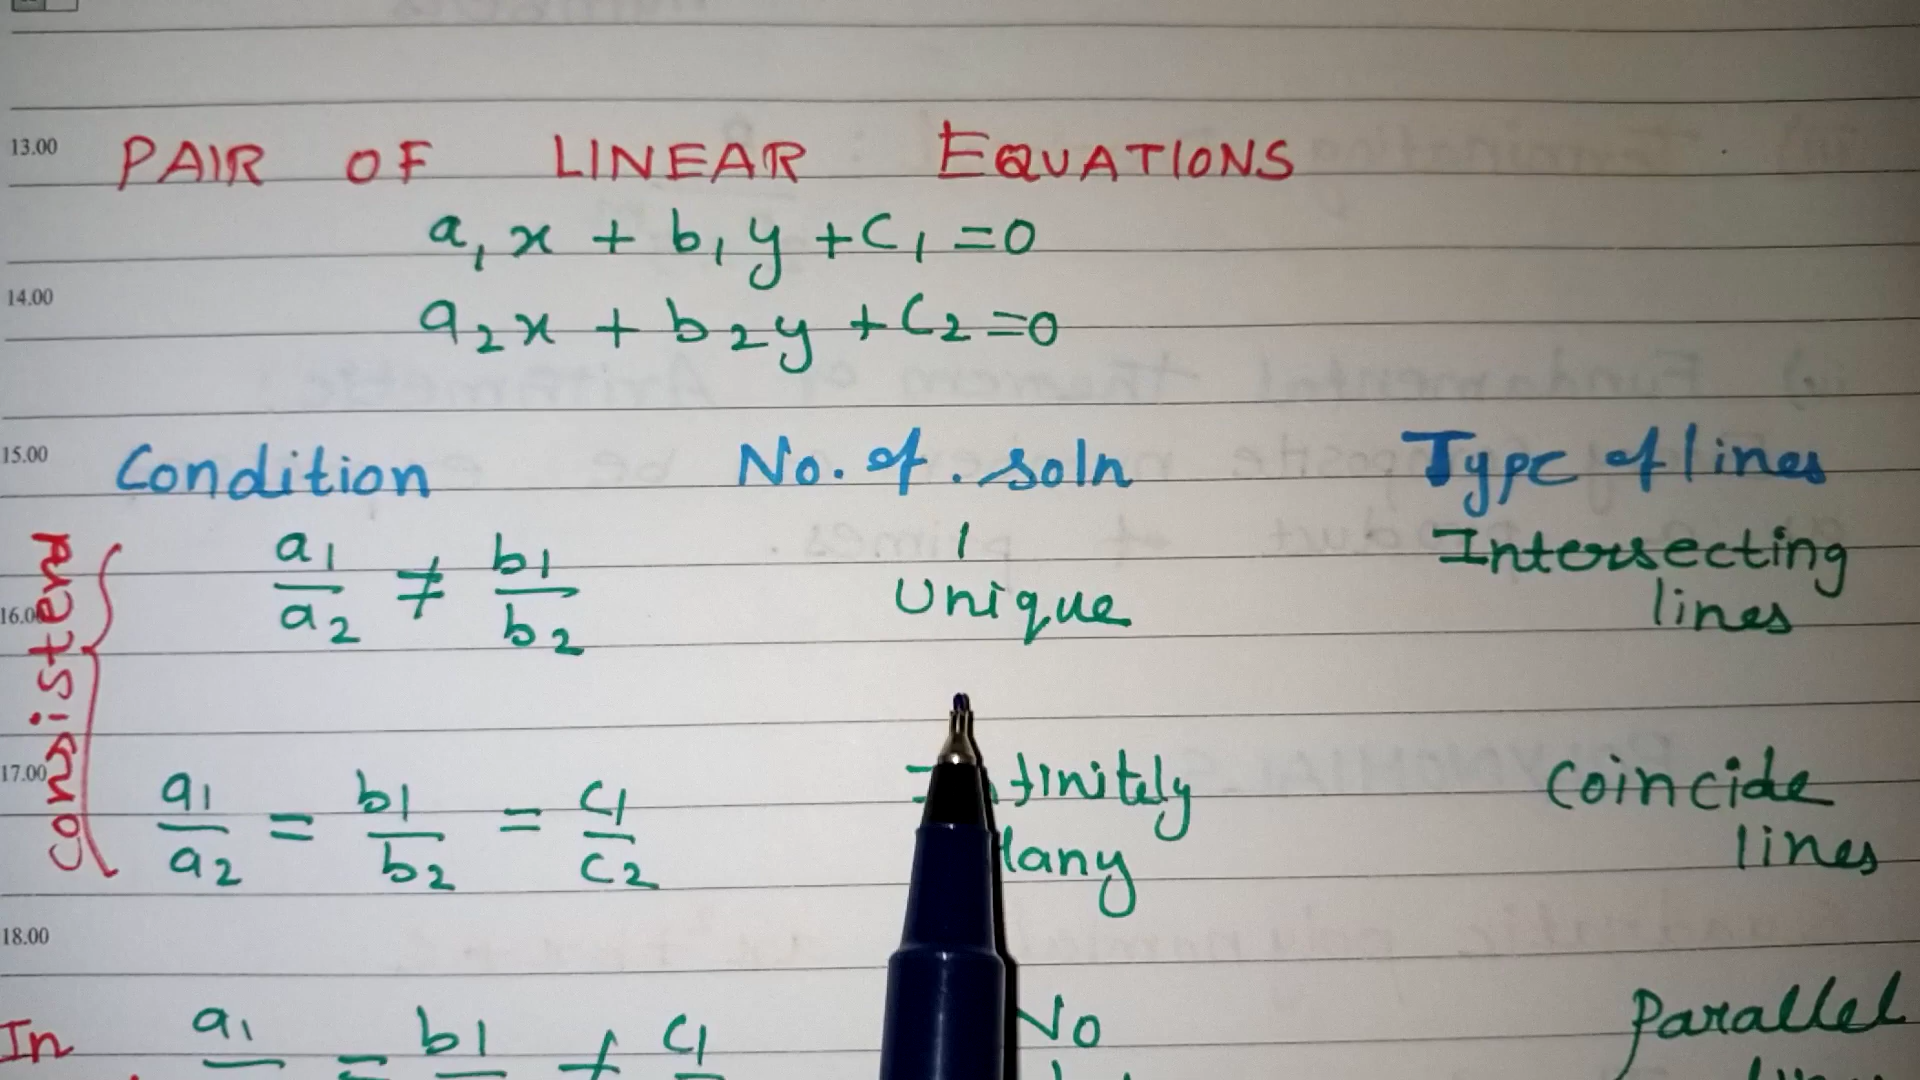 13.00 PAIR OF LINEAR EQUATIONS
a₁x + b₁y + c₁ = 0
14.00
a₂x + b₂y + c₂ = 0
15.00 Condition No. of. soln Type of lines
consistent
a₁/a₂ ≠ b₁/b₂ 1 Intersecting
16.00 Unique lines
17.00
a₁/a₂ = b₁/b₂ = c₁/c₂ coincide
lines
18.00
In a₁ = b₁ ≠ c₁ No Parallel